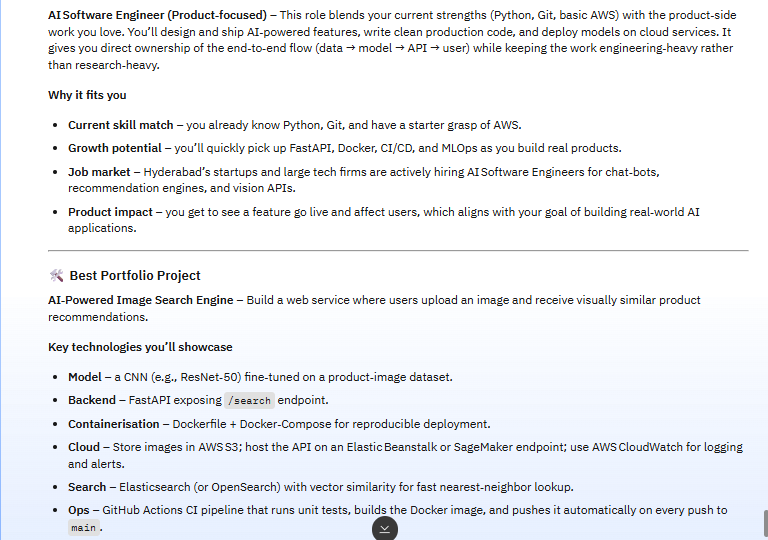 AI Software Engineer (Product-focused) – This role blends your current strengths (Python, Git, basic AWS) with the product-side
work you love. You'll design and ship AI-powered features, write clean production code, and deploy models on cloud services. It
gives you direct ownership of the end-to-end flow (data → model → API → user) while keeping the work engineering-heavy rather
than research-heavy.
Why it fits you
• Current skill match – you already know Python, Git, and have a starter grasp of AWS.
• Growth potential – you'll quickly pick up FastAPI, Docker, CI/CD, and MLOps as you build real products.
• Job market – Hyderabad's startups and large tech firms are actively hiring AI Software Engineers for chat-bots,
recommendation engines, and vision APIs.
• Product impact – you get to see a feature go live and affect users, which aligns with your goal of building real-world AI
applications.
🛠 Best Portfolio Project
AI-Powered Image Search Engine – Build a web service where users upload an image and receive visually similar product
recommendations.
Key technologies you'll showcase
• Model – a CNN (e.g., ResNet-50) fine-tuned on a product-image dataset.
• Backend – FastAPI exposing /search endpoint.
• Containerisation – Dockerfile + Docker-Compose for reproducible deployment.
• Cloud – Store images in AWS S3; host the API on an Elastic Beanstalk or SageMaker endpoint; use AWS CloudWatch for logging
and alerts.
• Search – Elasticsearch (or OpenSearch) with vector similarity for fast nearest-neighbor lookup.
• Ops – GitHub Actions CI pipeline that runs unit tests, builds the Docker image, and pushes it automatically on every push to
main.